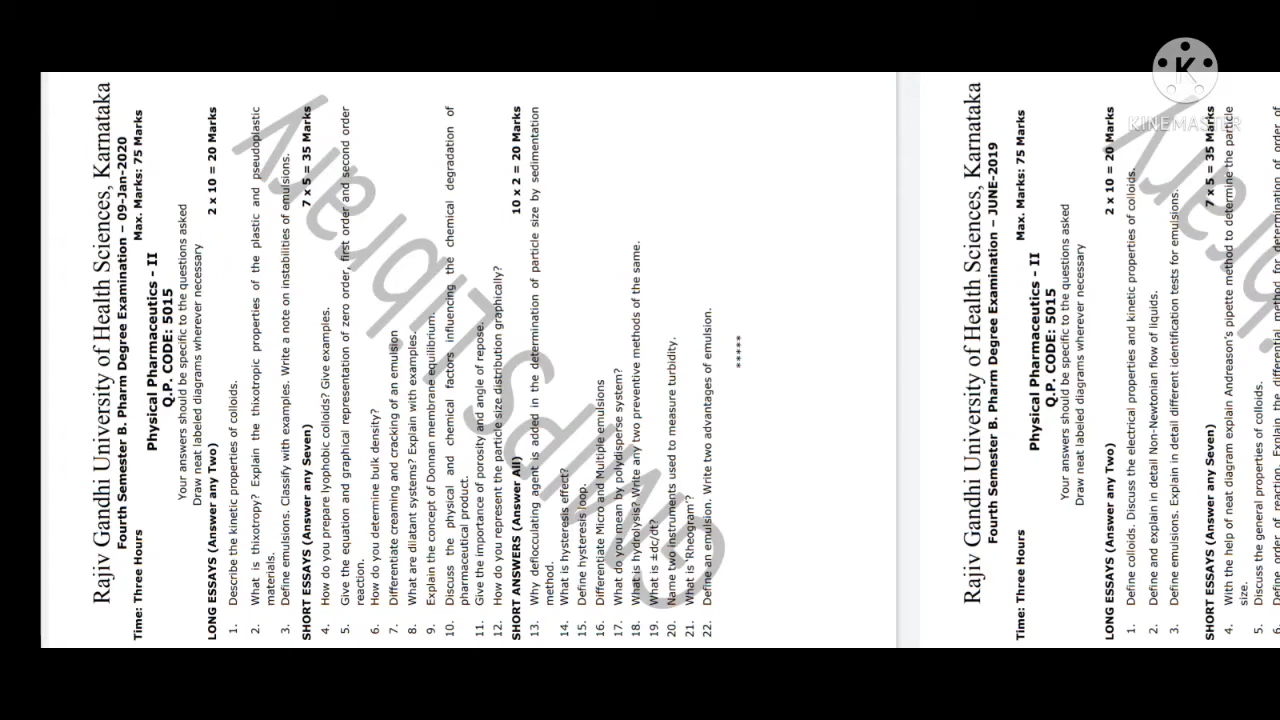 Rajiv Gandhi University of Health Sciences, Karnataka
Fourth Semester B. Pharm Degree Examination – 09-Jan-2020
Time: Three Hours Max. Marks: 75 Marks
Physical Pharmaceutics – II
Q.P. CODE: 5015
Your answers should be specific to the questions asked
Draw neat labeled diagrams wherever necessary
LONG ESSAYS (Answer any Two) 2 x 10 = 20 Marks
1. Describe the kinetic properties of colloids.
2. What is thixotropy? Explain the thixotropic properties of the plastic and pseudoplastic
materials.
3. Define emulsions. Classify with examples. Write a note on instabilities of emulsions.
SHORT ESSAYS (Answer any Seven) 7 x 5 = 35 Marks
4. How do you prepare lyophobic colloids? Give examples.
5. Give the equation and graphical representation of zero order, first order and second order
reaction.
6. How do you determine bulk density?
7. Differentiate creaming and cracking of an emulsion
8. What are dilatant systems? Explain with examples.
9. Explain the concept of Donnan membrane equilibrium.
10. Discuss the physical and chemical factors influencing the chemical degradation of
pharmaceutical product.
11. Give the importance of porosity and angle of repose.
12. How do you represent the particle size distribution graphically?
SHORT ANSWERS (Answer All) 10 x 2 = 20 Marks
13. Why deflocculating agent is added in the determination of particle size by sedimentation
method.
14. What is hysteresis effect?
15. Define hysteresis loop.
16. Differentiate Micro and Multiple emulsions
17. What do you mean by polydisperse system?
18. What is hydrolysis? Write any two preventive methods of the same.
19. What is ±dc/dt?
20. Name two instruments used to measure turbidity.
21. What is Rheogram?
22. Define an emulsion. Write two advantages of emulsion.
*****
GMIPS Library
Rajiv Gandhi University of Health Sciences, Karnataka
Fourth Semester B. Pharm Degree Examination – JUNE-2019
Time: Three Hours Max. Marks: 75 Marks
Physical Pharmaceutics – II
Q.P. CODE: 5015
Your answers should be specific to the questions asked
Draw neat labeled diagrams wherever necessary
LONG ESSAYS (Answer any Two) 2 x 10 = 20 Marks
1. Define colloids. Discuss the electrical properties and kinetic properties of colloids.
2. Define and explain in detail Non-Newtonian flow of liquids.
3. Define emulsions. Explain in detail different identification tests for emulsions.
SHORT ESSAYS (Answer any Seven) 7 x 5 = 35 Marks
4. With the help of neat diagram explain Andreason's pipette method to determine the particle
size.
5. Discuss the general properties of colloids.
6. Define order of reaction. Explain the differential method for determination of order of
K
KINEMASTER